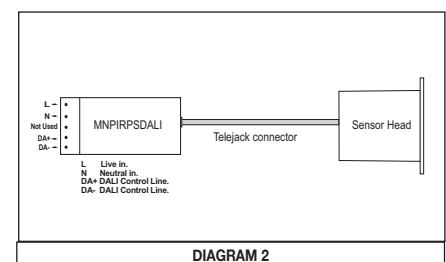 L
N
Not Used
DA+
DA-
MNPIRPSDALI
Telejack connector
Sensor Head
L Live in.
N Neutral in.
DA+ DALI Control Line.
DA- DALI Control Line.
DIAGRAM 2